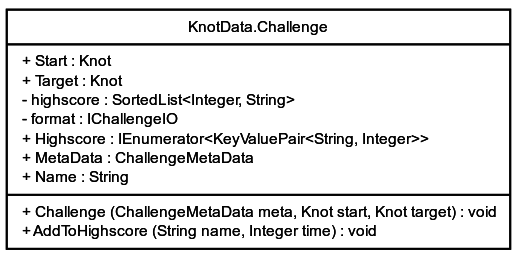 KnotData.Challenge
+ Start : Knot
+ Target : Knot
- highscore : SortedList<Integer, String>
- format : IChallengeIO
+ Highscore : IEnumerator<KeyValuePair<String, Integer>>
+ MetaData : ChallengeMetaData
+ Name : String
+ Challenge (ChallengeMetaData meta, Knot start, Knot target) : void
+ AddToHighscore (String name, Integer time) : void